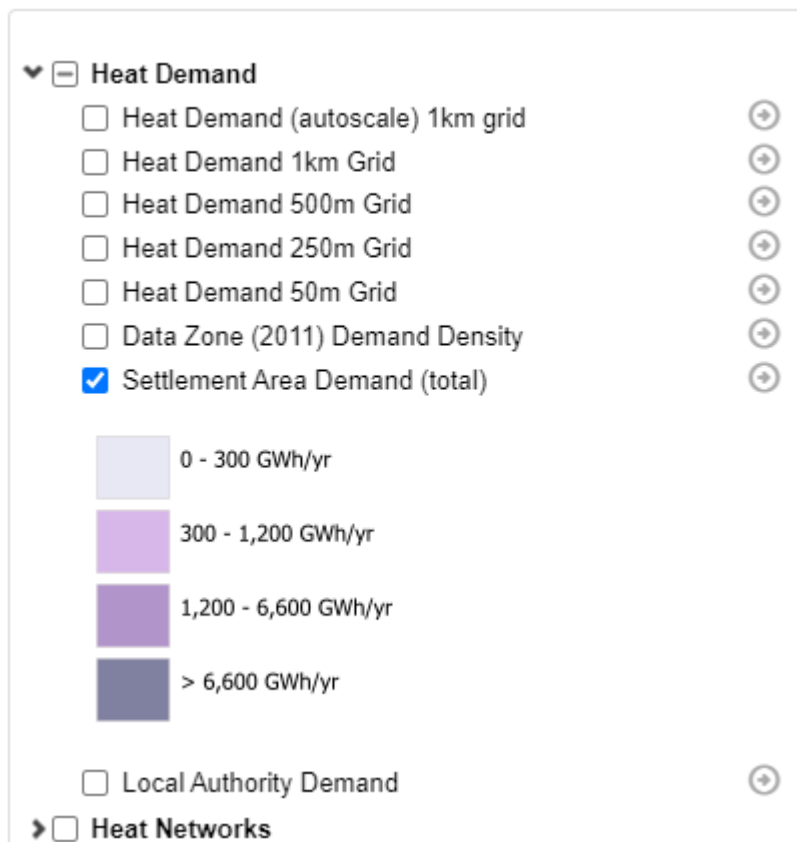 Heat Demand
Heat Demand (autoscale) 1km grid
Heat Demand 1km Grid
Heat Demand 500m Grid
Heat Demand 250m Grid
Heat Demand 50m Grid
Data Zone (2011) Demand Density
Settlement Area Demand (total)
0 - 300 GWh/yr
300 - 1,200 GWh/yr
1,200 - 6,600 GWh/yr
> 6,600 GWh/yr
Local Authority Demand
Heat Networks